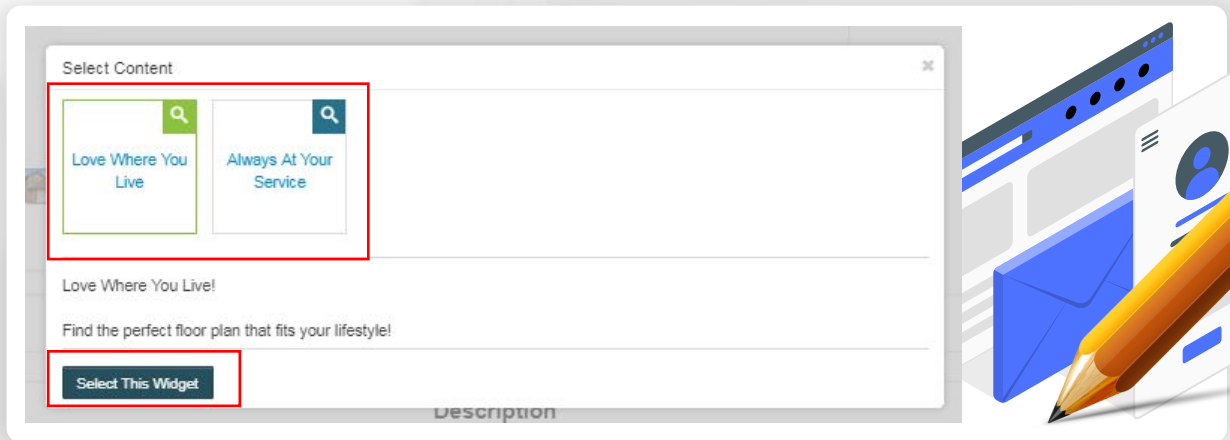 Select Content
Love Where You
Live
Always At Your
Service
Love Where You Live!
Find the perfect floor plan that fits your lifestyle!
Select This Widget
Description